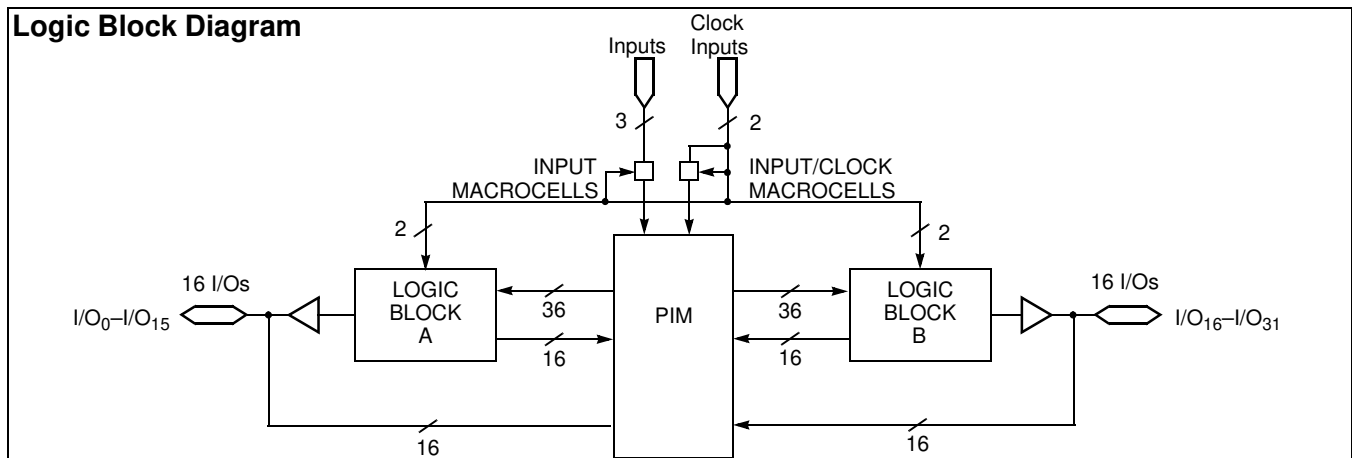 Logic Block Diagram
Clock
Inputs
Inputs
3
2
INPUT
MACROCELLS
INPUT/CLOCK
MACROCELLS
2
2
16 I/Os
I/O0–I/O15
LOGIC
BLOCK
A
36
16
PIM
36
16
LOGIC
BLOCK
B
16 I/Os
I/O16–I/O31
16
16